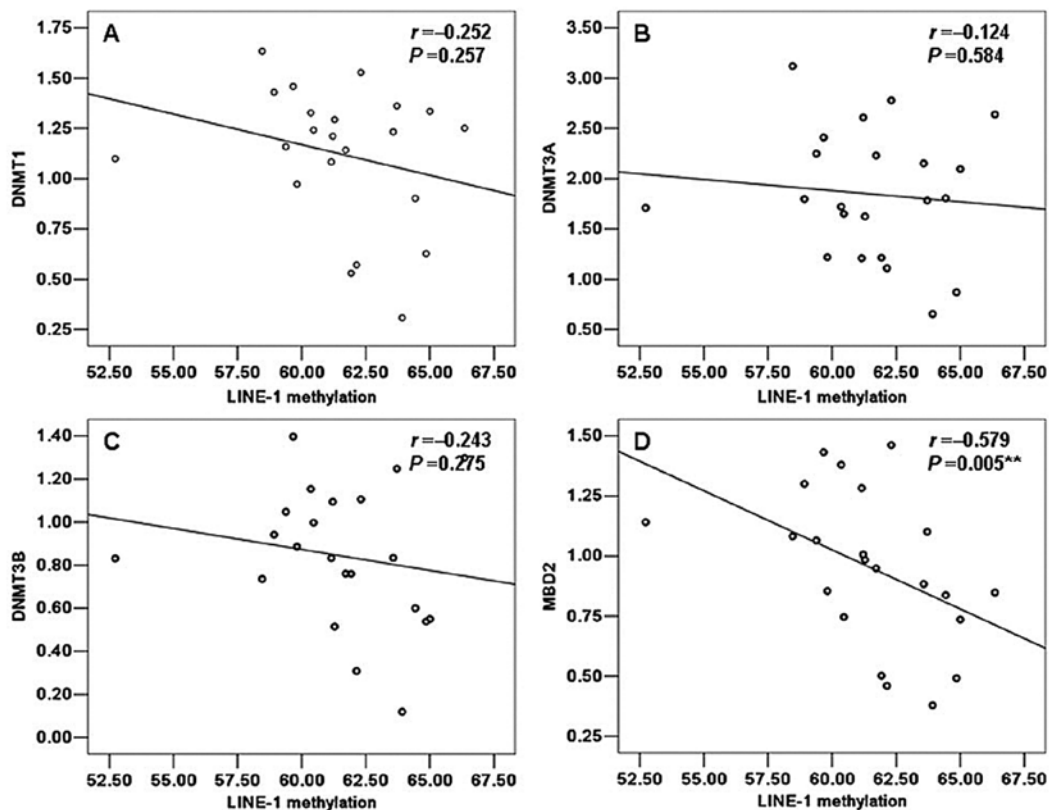 A
r=–0.252
P=0.257
1.75
1.50
1.25
1.00
0.75
0.50
0.25
DNMT1
52.50 55.00 57.50 60.00 62.50 65.00 67.50
LINE-1 methylation
B
r=–0.124
P=0.584
3.50
3.00
2.50
2.00
1.50
1.00
0.50
DNMT3A
52.50 55.00 57.50 60.00 62.50 65.00 67.50
LINE-1 methylation
C
r=–0.243
P=0.275
1.40
1.20
1.00
0.80
0.60
0.40
0.20
0.00
DNMT3B
52.50 55.00 57.50 60.00 62.50 65.00 67.50
LINE-1 methylation
D
r=–0.579
P=0.005**
1.50
1.25
1.00
0.75
0.50
0.25
MBD2
52.50 55.00 57.50 60.00 62.50 65.00 67.50
LINE-1 methylation